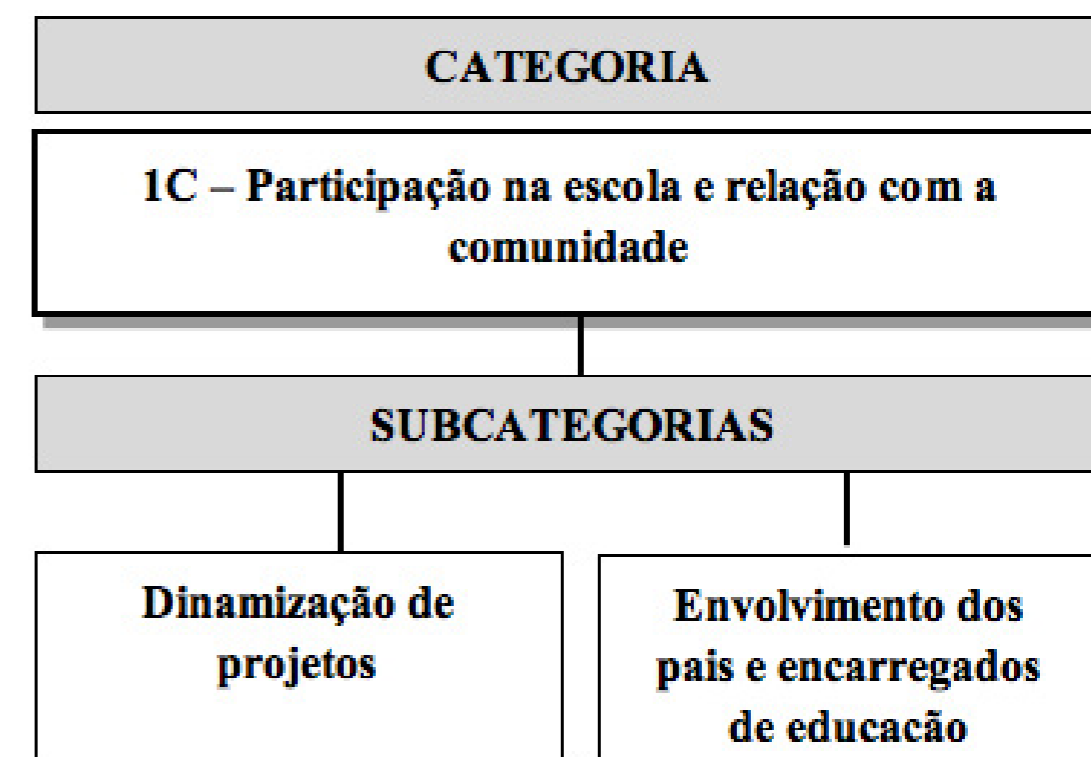 CATEGORIA
1C – Participação na escola e relação com a
comunidade
SUBCATEGORIAS
Dinamização de
projetos
Envolvimento dos
pais e encarregados
de educação